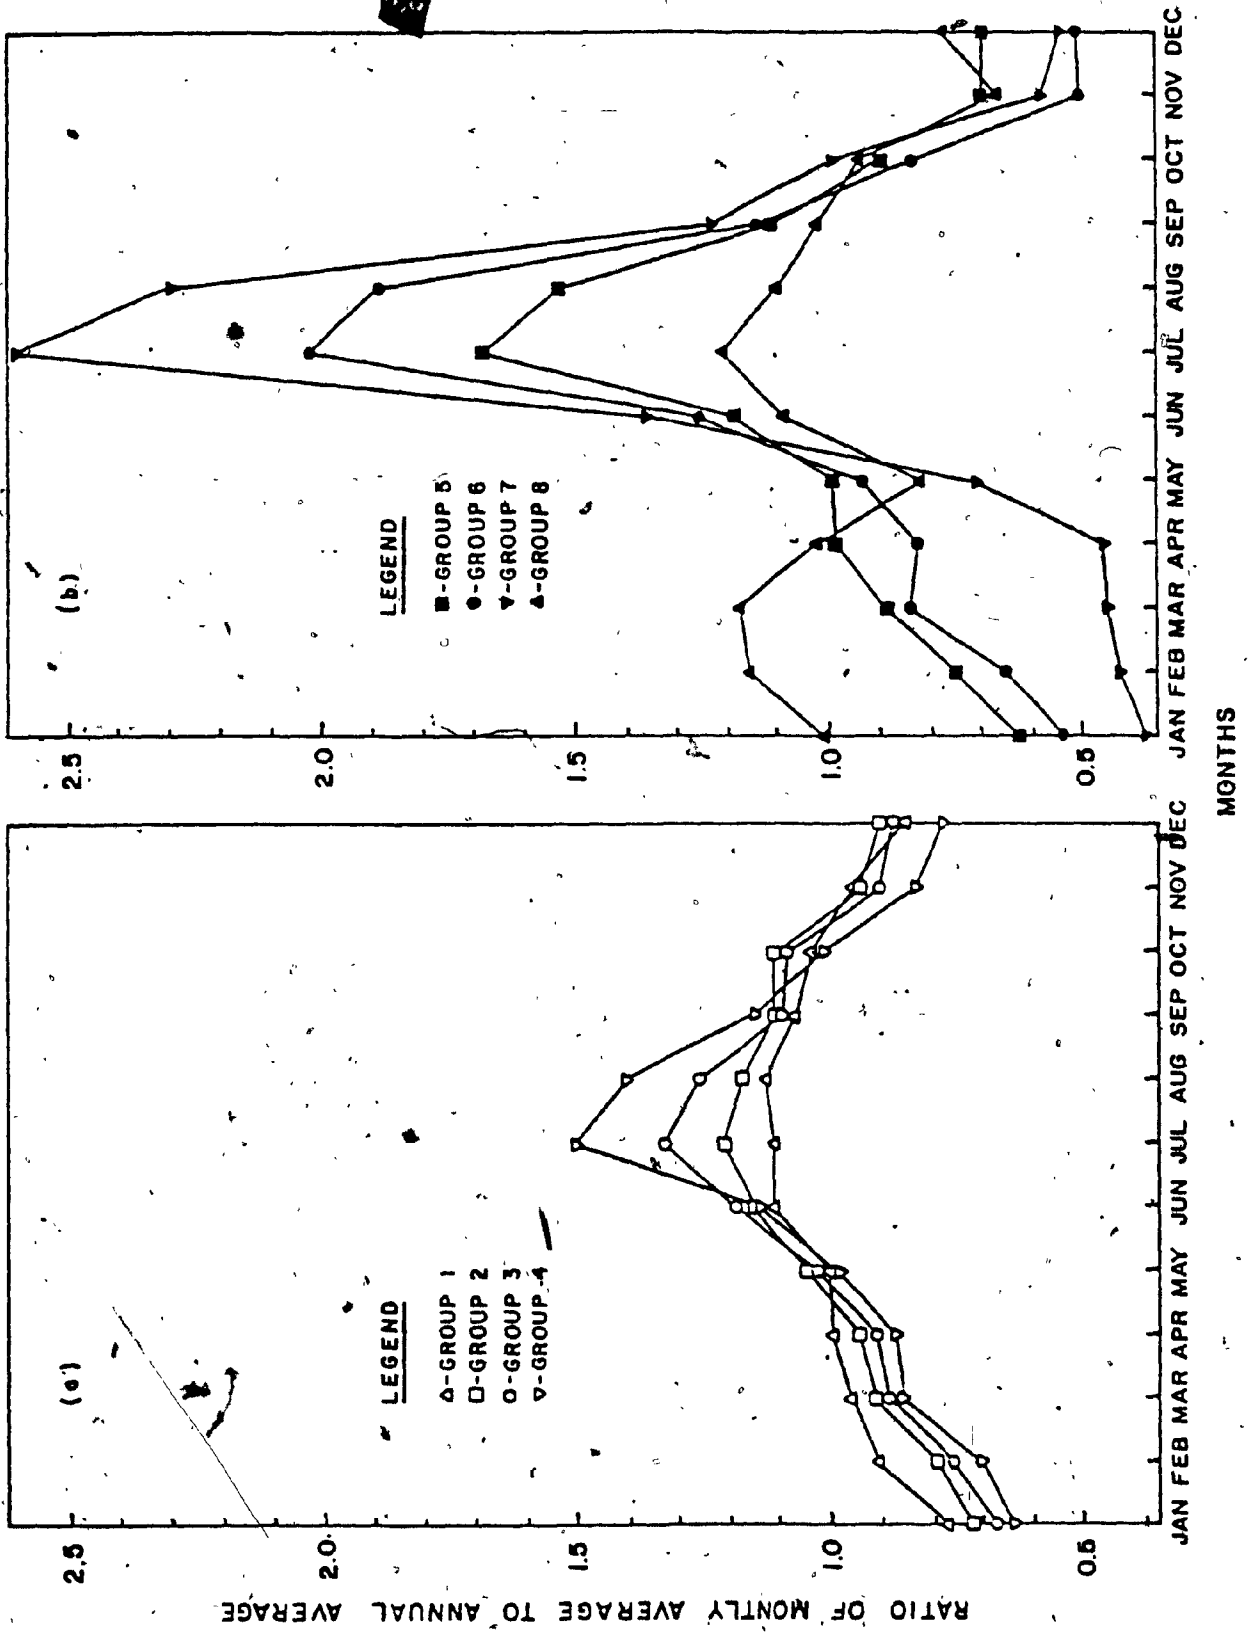 (a)
LEGEND
△-GROUP 1
□-GROUP 2
○-GROUP 3
▽-GROUP 4
2.5
2.0
1.5
1.0
0.5
JAN FEB MAR APR MAY JUN JUL AUG SEP OCT NOV DEC
RATIO OF MONTLY AVERAGE TO ANNUAL AVERAGE
(b)
LEGEND
■-GROUP 5
●-GROUP 6
▼-GROUP 7
▲-GROUP 8
2.5
2.0
1.5
1.0
0.5
JAN FEB MAR APR MAY JUN JUL AUG SEP OCT NOV DEC
MONTHS